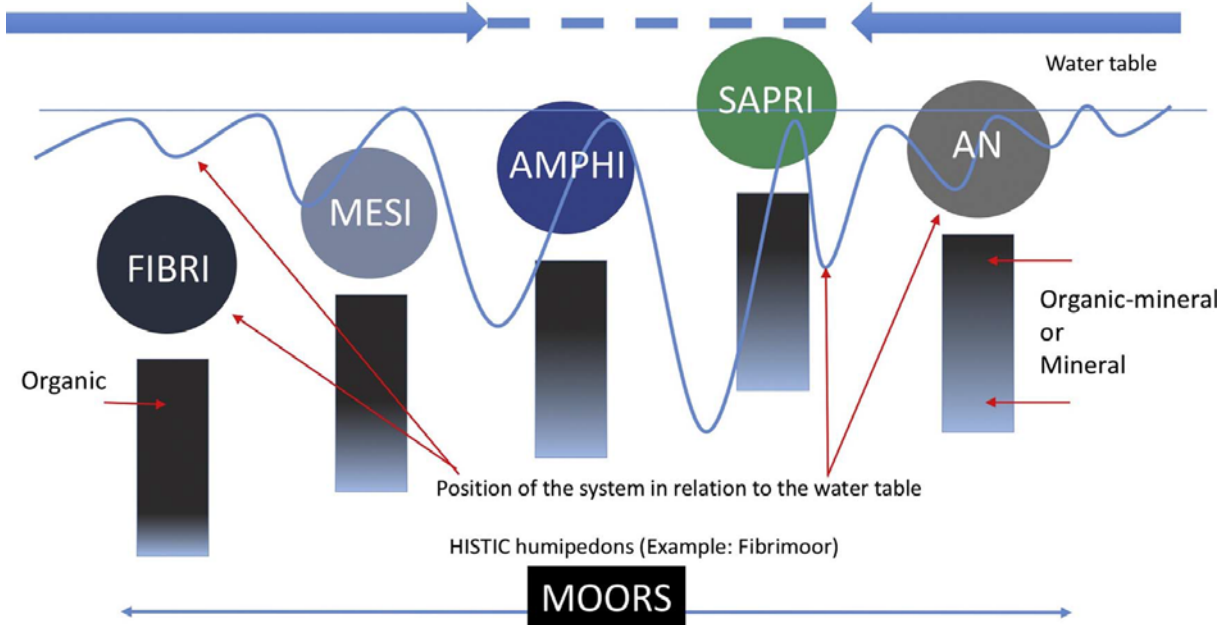 Water table
SAPRI
AMPHI
AN
MESI
FIBRI
Organic
Organic-mineral
or
Mineral
Position of the system in relation to the water table
HISTIC humipedons (Example: Fibrimoor)
MOORS